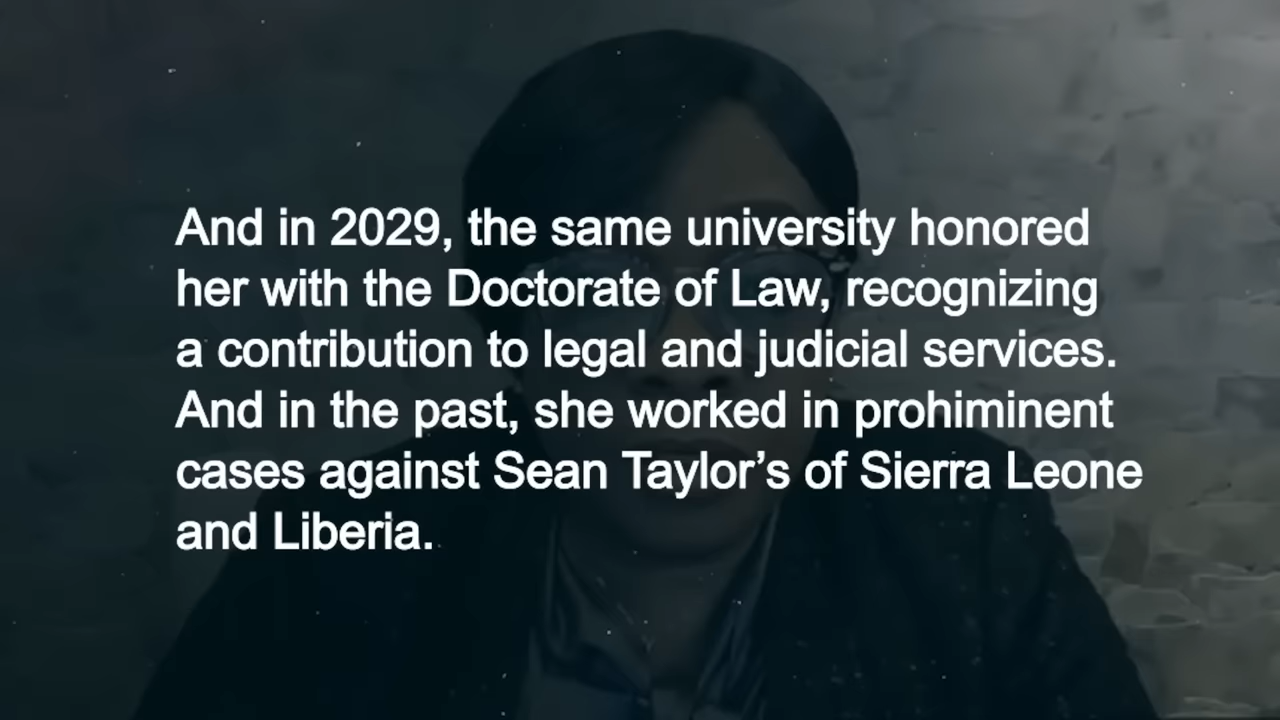 And in 2029, the same university honored
her with the Doctorate of Law, recognizing
a contribution to legal and judicial services.
And in the past, she worked in prohiminent
cases against Sean Taylor’s of Sierra Leone
and Liberia.